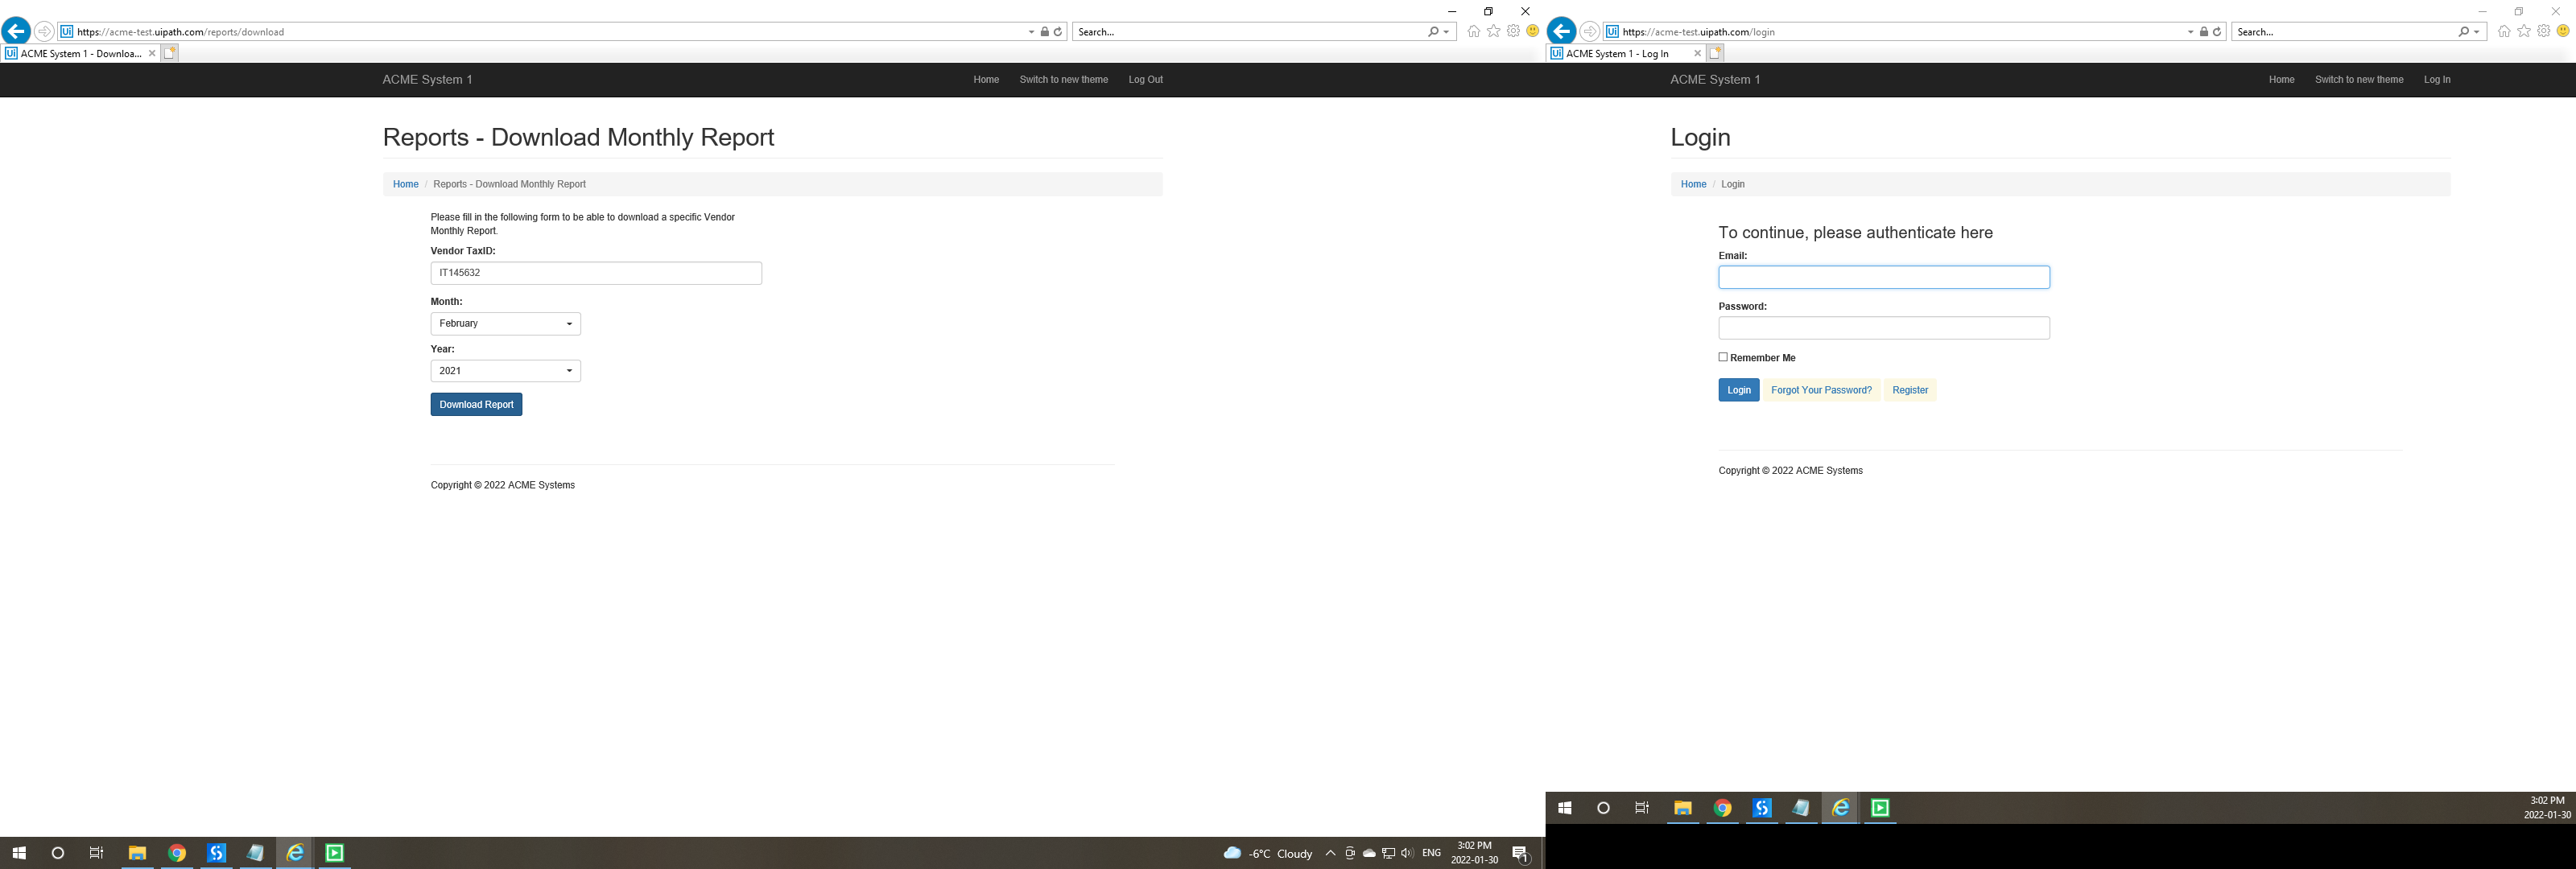 https://acme-test.uipath.com/reports/download
Search...
ACME System 1 - Downloa...
ACME System 1
Home
Switch to new theme
Log Out
Reports - Download Monthly Report
Home / Reports - Download Monthly Report
Please fill in the following form to be able to download a specific Vendor
Monthly Report.
Vendor TaxID:
IT145632
Month:
February
Year:
2021
Download Report
Copyright © 2022 ACME Systems
-6°C Cloudy
ENG
3:02 PM
2022-01-30
1
https://acme-test.uipath.com/login
Search...
ACME System 1 - Log In
ACME System 1
Home
Switch to new theme
Log In
Login
Home / Login
To continue, please authenticate here
Email:
Password:
Remember Me
Login
Forgot Your Password?
Register
Copyright © 2022 ACME Systems
3:02 PM
2022-01-30